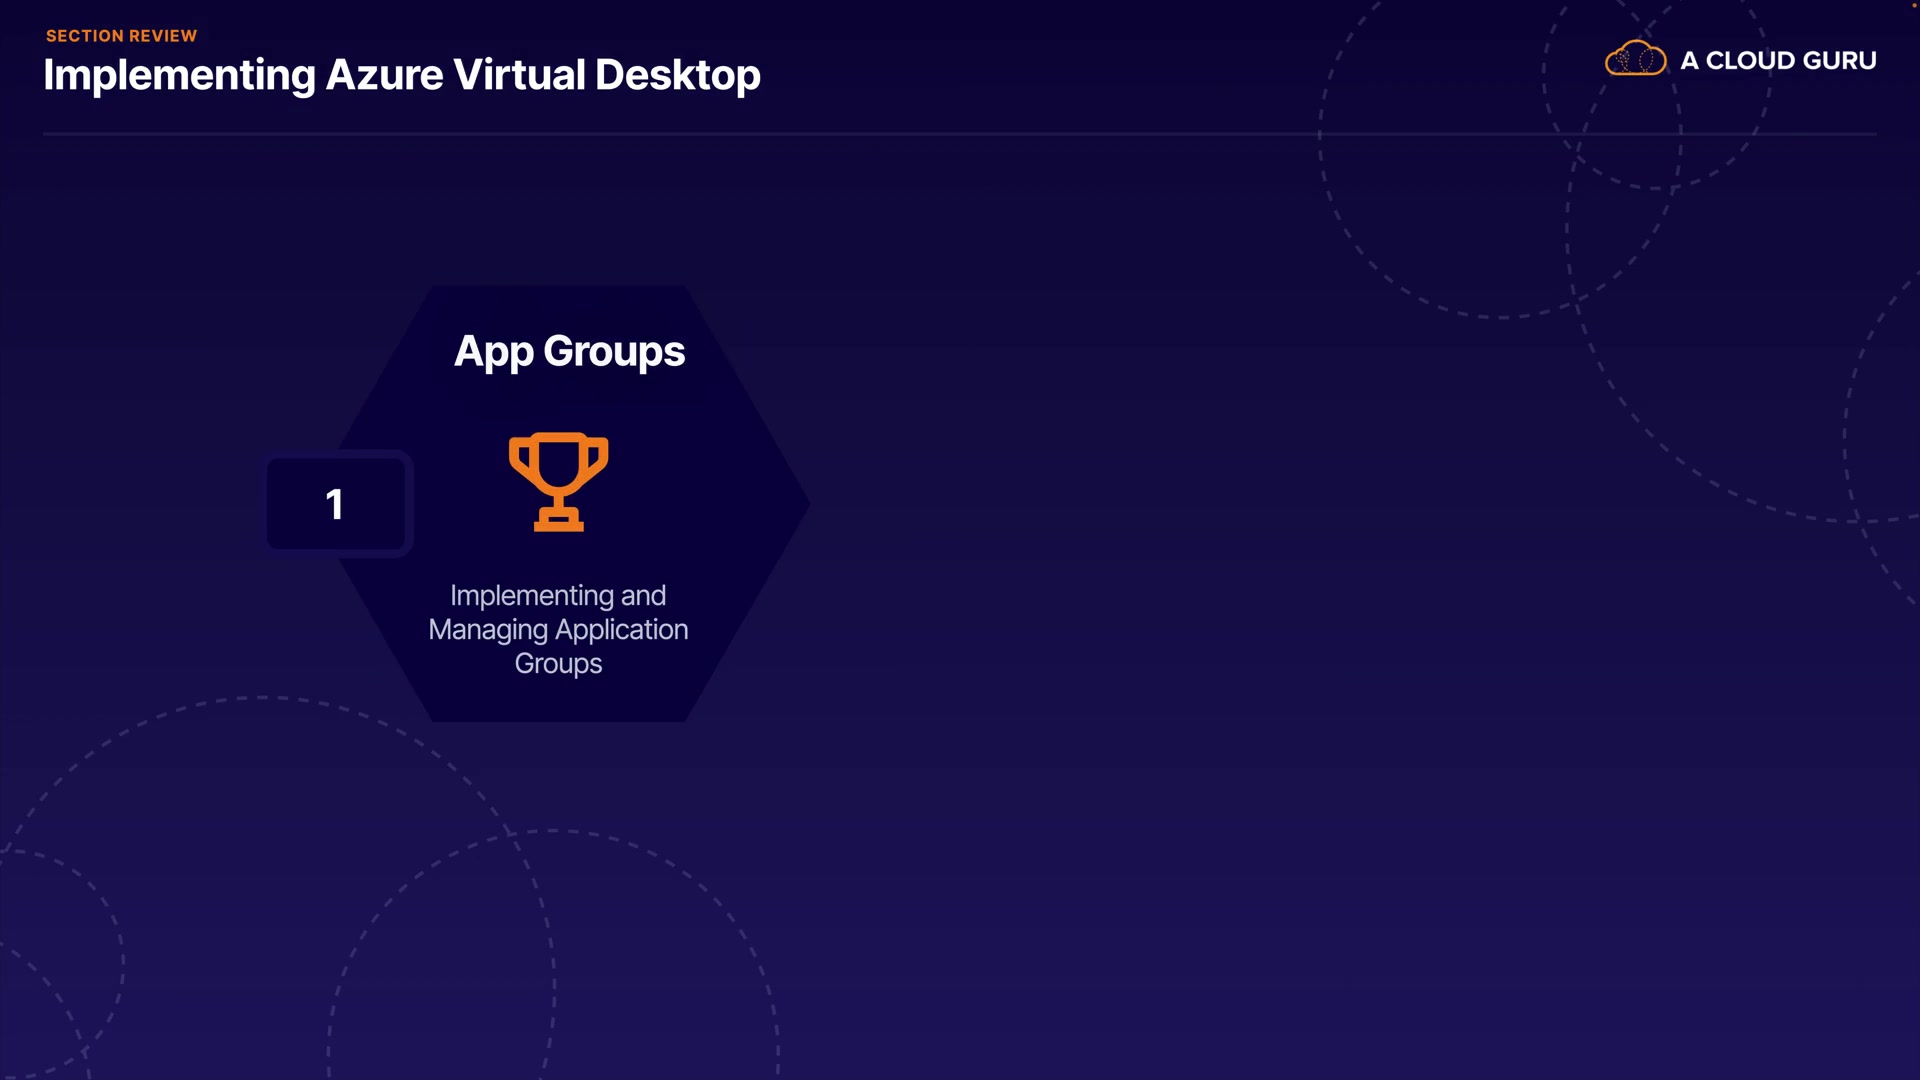 SECTION REVIEW
Implementing Azure Virtual Desktop
A CLOUD GURU
App Groups
1
Implementing and
Managing Application
Groups